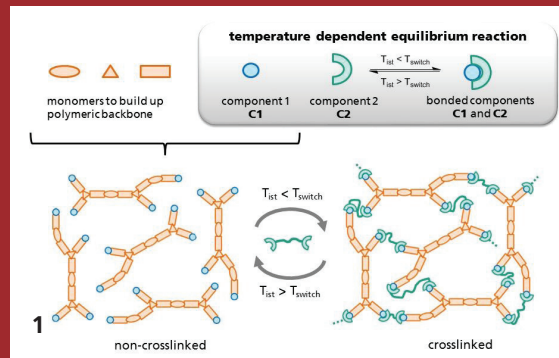 temperature dependent equilibrium reaction
T_ist < T_switch
T_ist > T_switch
monomers to build up
polymeric backbone
component 1
C1
component 2
C2
bonded components
C1 and C2
T_ist < T_switch
T_ist > T_switch
1
non-crosslinked
crosslinked